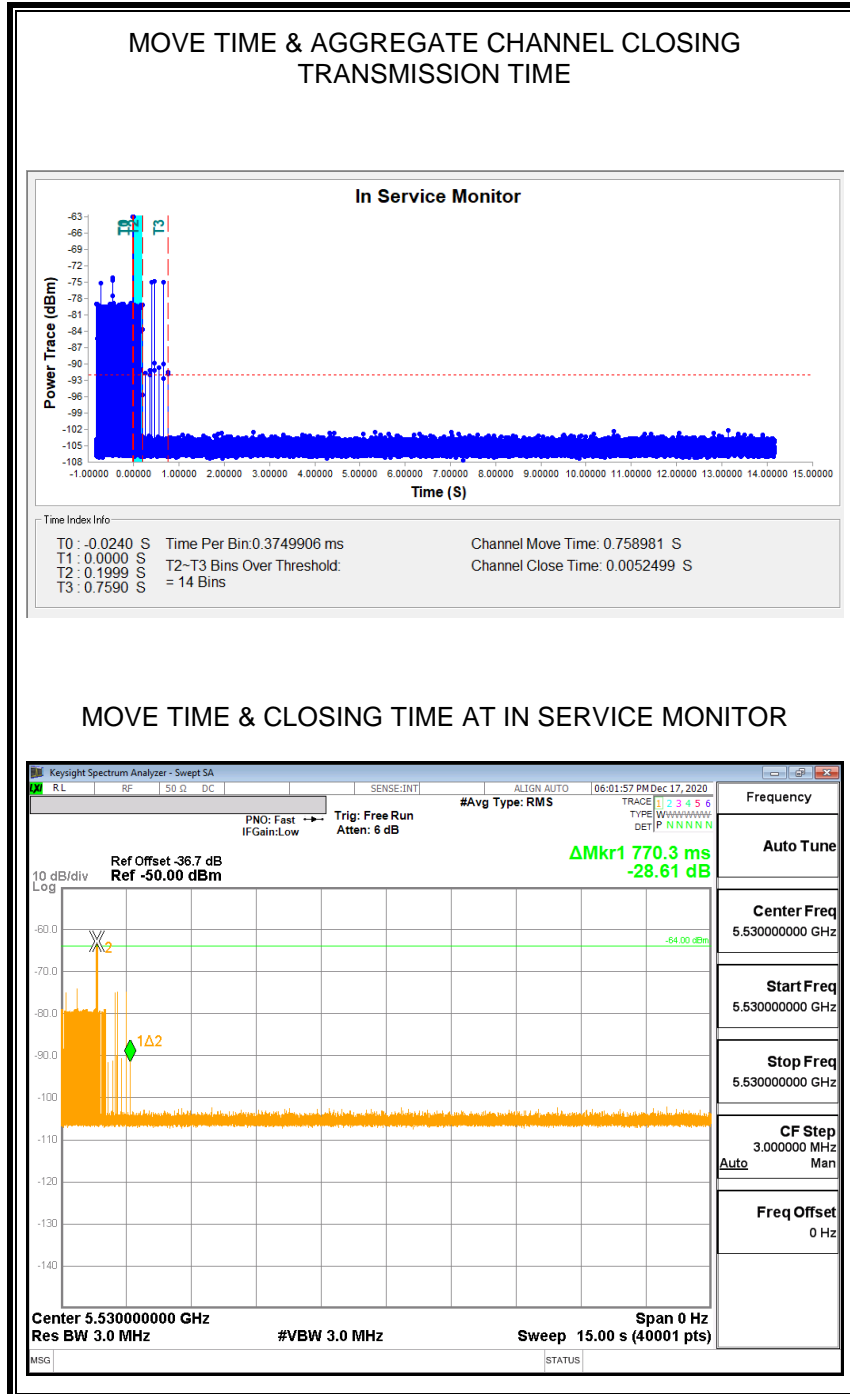 MOVE TIME & AGGREGATE CHANNEL CLOSING
TRANSMISSION TIME
In Service Monitor
T0 T1 T2 T3
Power Trace (dBm)
-63
-66
-69
-72
-75
-78
-81
-84
-87
-90
-93
-96
-99
-102
-105
-108
-1.00000 0.00000 1.00000 2.00000 3.00000 4.00000 5.00000 6.00000 7.00000 8.00000 9.00000 10.00000 11.00000 12.00000 13.00000 14.00000 15.00000
Time (S)
Time Index Info
T0 : -0.0240 S Time Per Bin:0.3749906 ms Channel Move Time: 0.758981 S
T1 : 0.0000 S T2~T3 Bins Over Threshold: Channel Close Time: 0.0052499 S
T2 : 0.1999 S = 14 Bins
T3 : 0.7590 S
MOVE TIME & CLOSING TIME AT IN SERVICE MONITOR
Keysight Spectrum Analyzer - Swept SA
LXI RL RF 50 Ω DC SENSE:INT ALIGN AUTO 06:01:57 PM Dec 17, 2020
#Avg Type: RMS TRACE 1 2 3 4 5 6
PNO: Fast Trig: Free Run TYPE WWWWWW
IFGain:Low Atten: 6 dB DET P N N N N N
Frequency
Auto Tune
ΔMkr1 770.3 ms
-28.61 dB
Ref Offset -36.7 dB
10 dB/div Ref -50.00 dBm
Log
-60.0
-70.0
-80.0
-90.0
-100
-110
-120
-130
-140
2
-64.00 dBm
1Δ2
Center Freq
5.530000000 GHz
Start Freq
5.530000000 GHz
Stop Freq
5.530000000 GHz
CF Step
3.000000 MHz
Auto Man
Freq Offset
0 Hz
Center 5.530000000 GHz Span 0 Hz
Res BW 3.0 MHz #VBW 3.0 MHz Sweep 15.00 s (40001 pts)
MSG STATUS